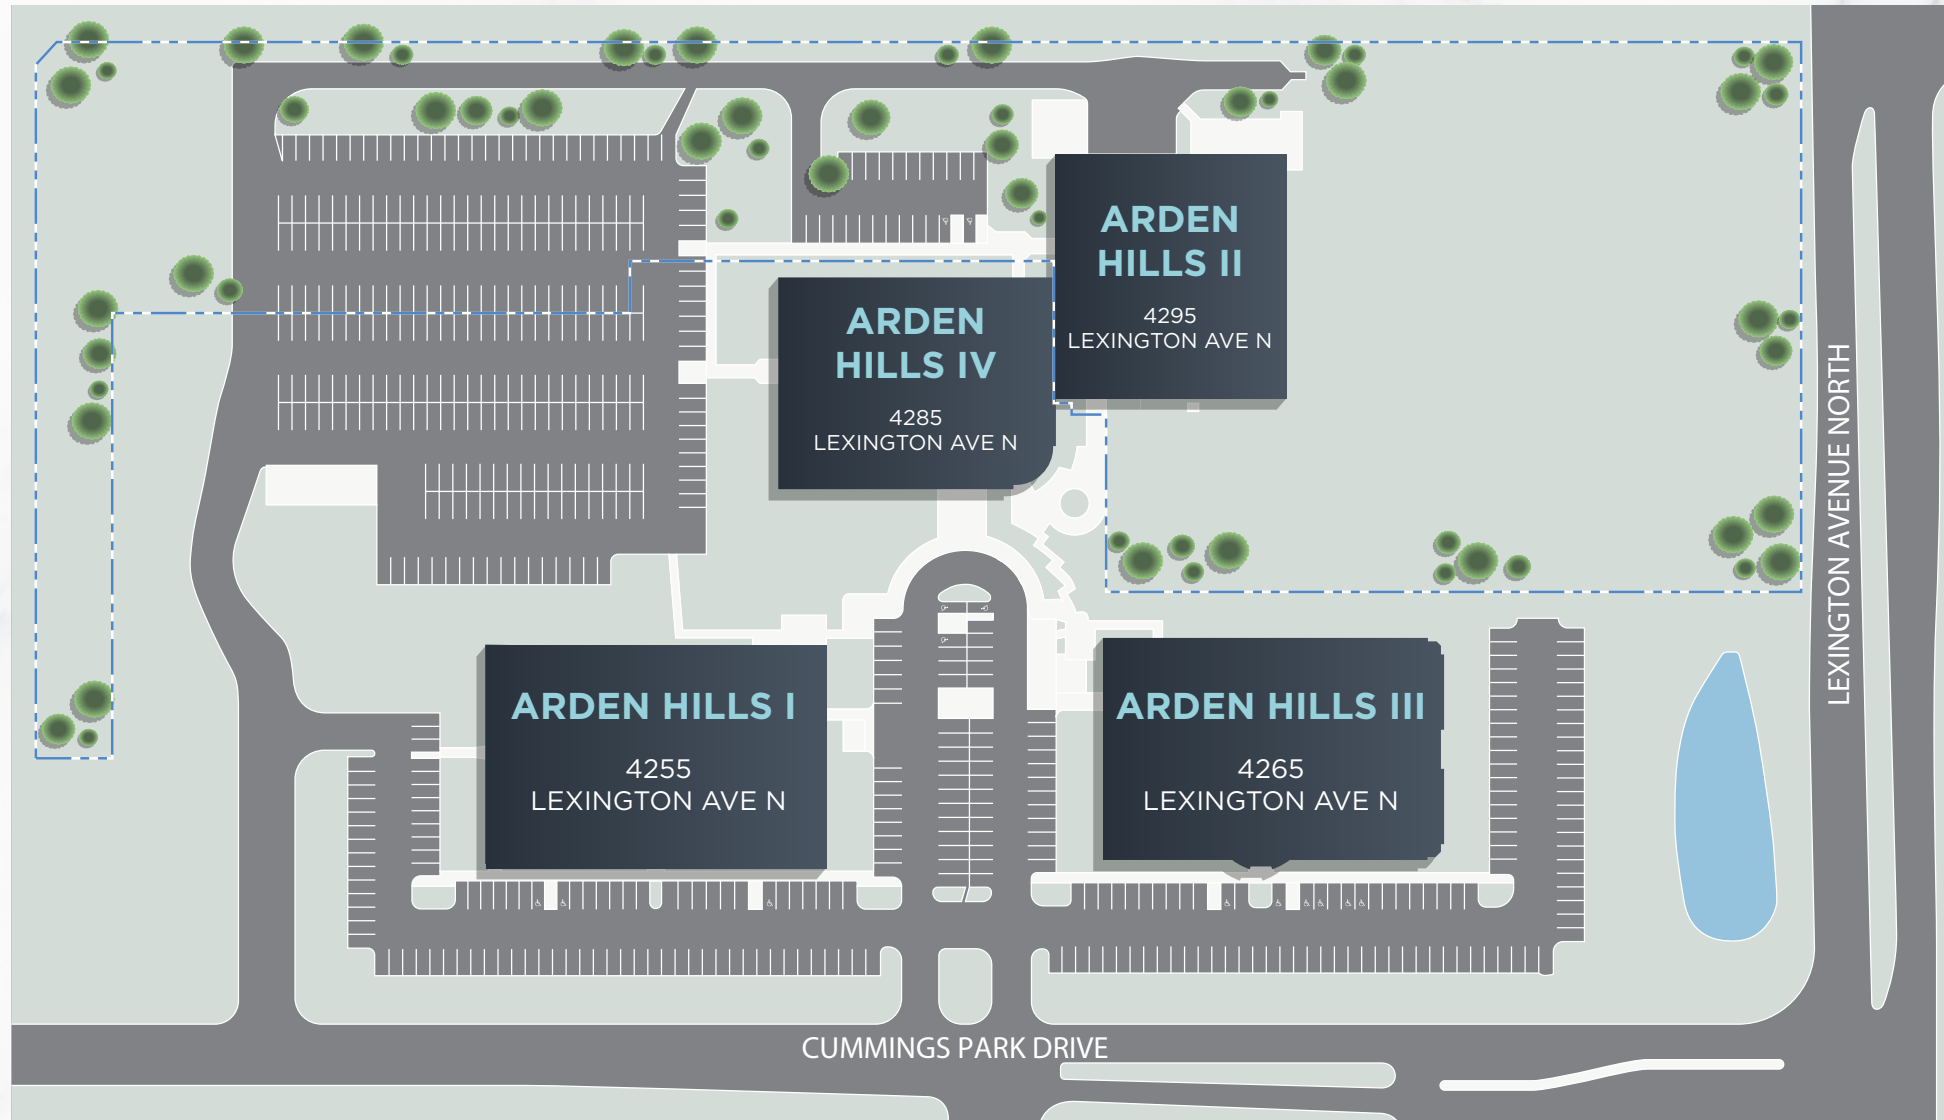 ARDEN
HILLS II
4295
LEXINGTON AVE N
ARDEN
HILLS IV
4285
LEXINGTON AVE N
ARDEN HILLS I
4255
LEXINGTON AVE N
ARDEN HILLS III
4265
LEXINGTON AVE N
LEXINGTON AVENUE NORTH
CUMMINGS PARK DRIVE